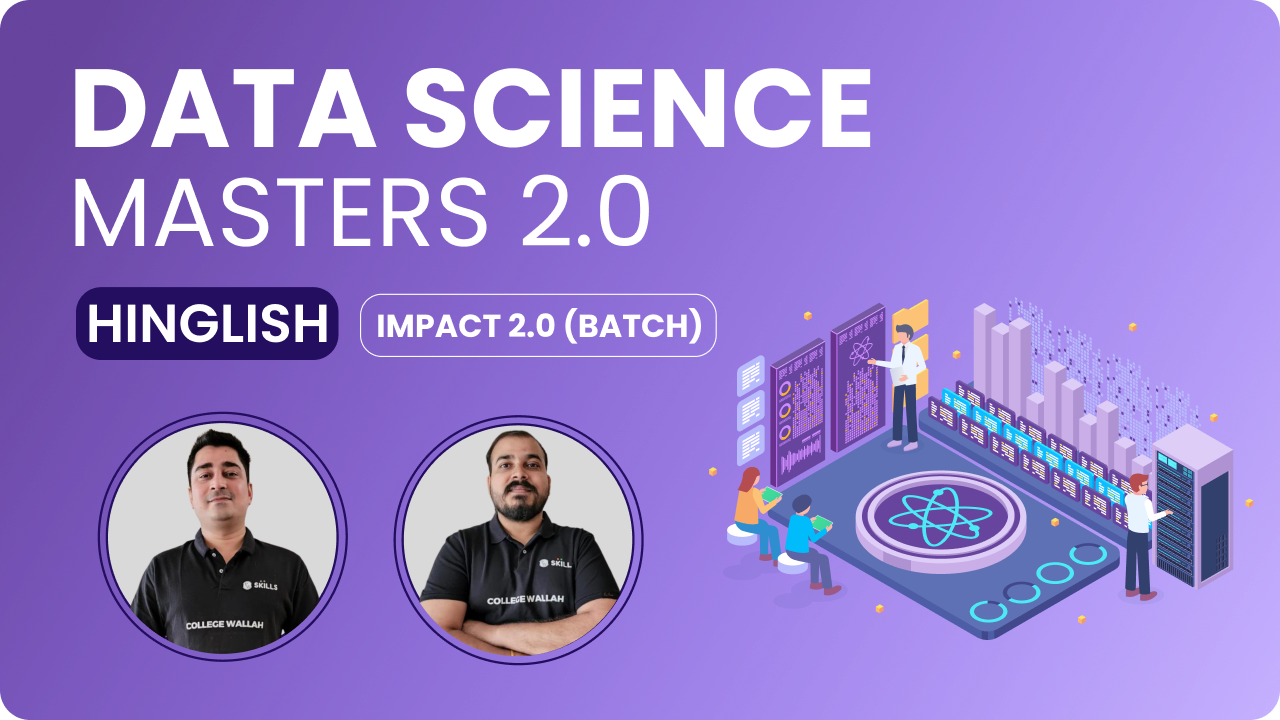 DATA SCIENCE
MASTERS 2.0
HINGLISH
IMPACT 2.0 (BATCH)
SKILLS
COLLEGE WALLAH
SKILL
COLLEGE WALLAH